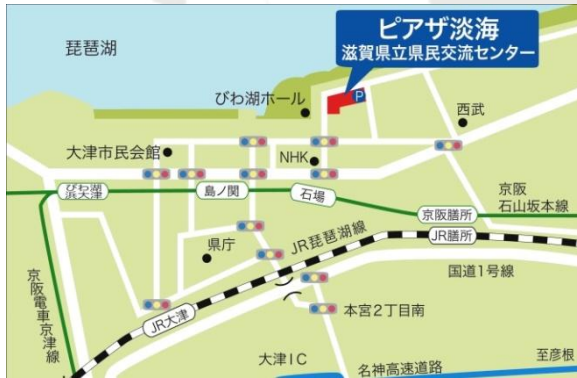 ピアザ淡海
滋賀県立県民交流センター
琵琶湖
P
びわ湖ホール
西武
大津市民会館
NHK
びわ湖
浜大津
島ノ関
石場
京阪
石山坂本線
京阪膳所
JR膳所
県庁
JR琵琶湖線
国道1号線
京阪電車京津線
JR大津
本宮2丁目南
大津IC
名神高速道路
至彦根